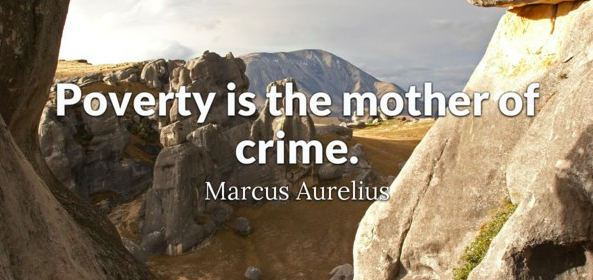 Poverty is the mother of
crime.
Marcus Aurelius